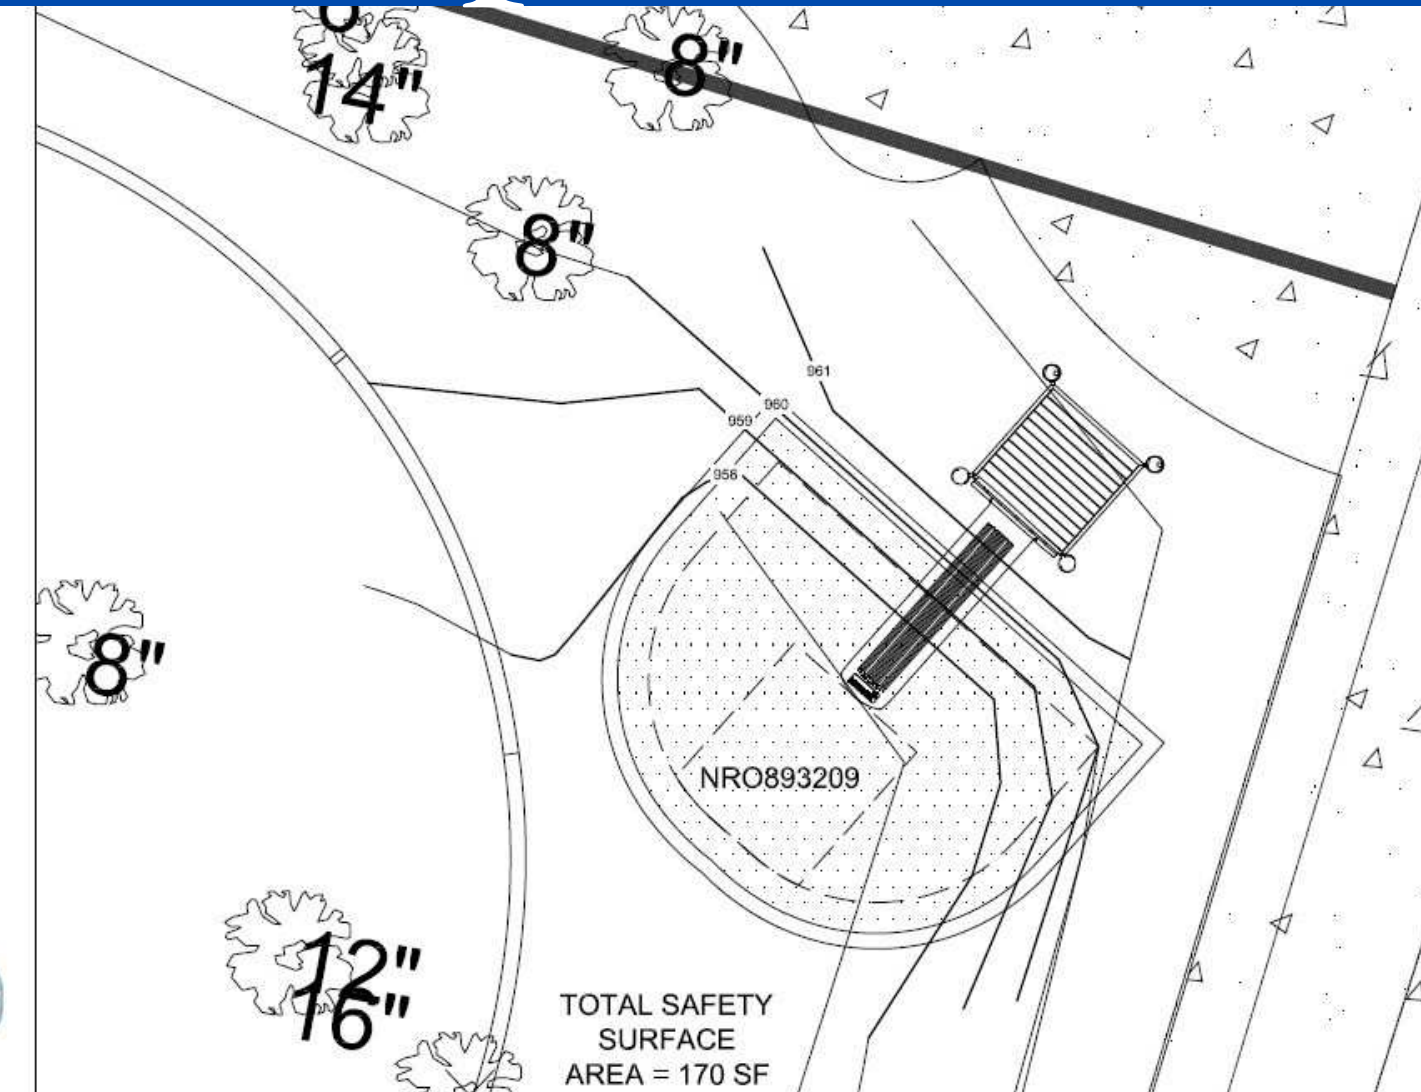 14"
8"
8"
961
960
959
958
8"
NRO893209
12"
16"
TOTAL SAFETY
SURFACE
AREA = 170 SF